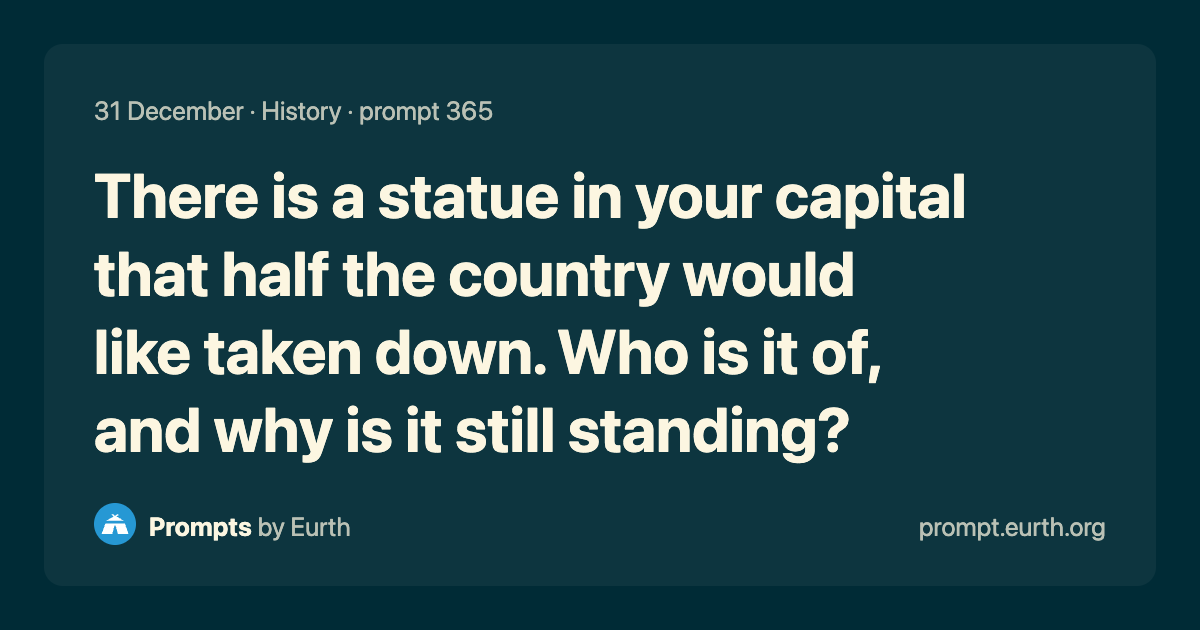 31 December · History · prompt 365
There is a statue in your capital
that half the country would
like taken down. Who is it of,
and why is it still standing?
Prompts by Eurth
prompt.eurth.org